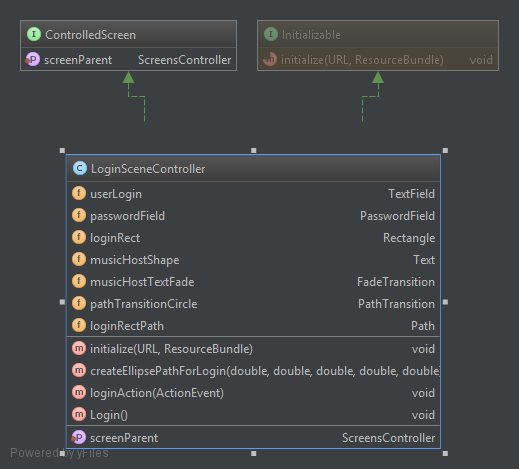 I ControlledScreen
P screenParent ScreensController
I Initializable
m initialize(URL, ResourceBundle) void
C LoginSceneController
f userLogin TextField
f passwordField PasswordField
f loginRect Rectangle
f musicHostShape Text
f musicHostTextFade FadeTransition
f pathTransitionCircle PathTransition
f loginRectPath Path
m initialize(URL, ResourceBundle) void
m createEllipsePathForLogin(double, double, double, double, double
m loginAction(ActionEvent) void
m Login() void
P screenParent ScreensController
Powered by yFiles